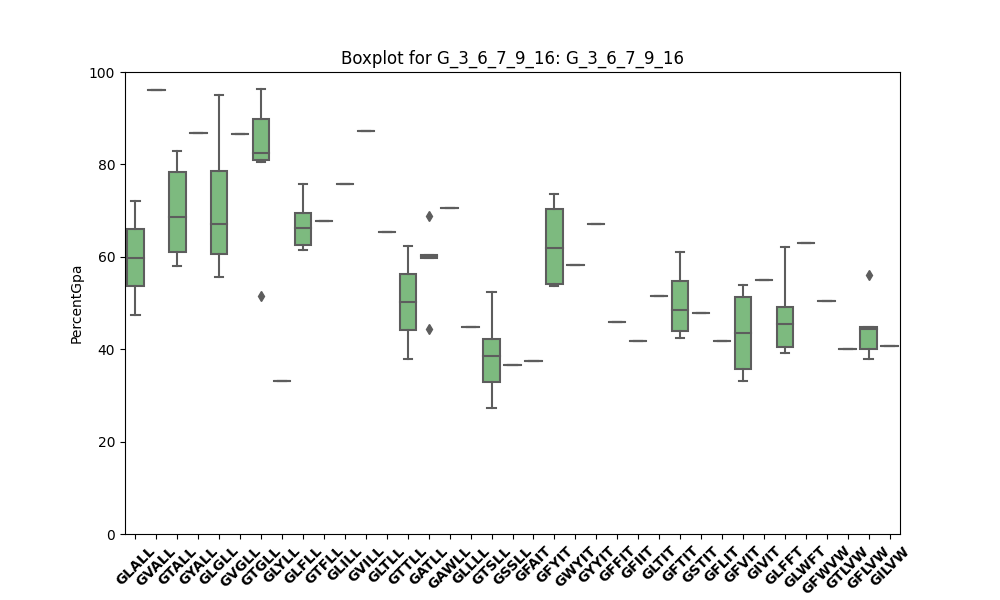 Boxplot for G_3_6_7_9_16: G_3_6_7_9_16
PercentGpa
100
80
60
40
20
0
GLALL
GVALL
GTALL
GYALL
GLGLL
GVGLL
GTGLL
GLYLL
GLFLL
GTFLL
GLILL
GVILL
GLTLL
GTTLL
GATLL
GAWLL
GLLLL
GTSLL
GSSLL
GFAIT
GFYIT
GWYIT
GYYIT
GFFIT
GFIIT
GLTIT
GFTIT
GSTIT
GFLIT
GFVIT
GIVIT
GLFFT
GLWFT
GFWVW
GTLVW
GFLVW
GILVW